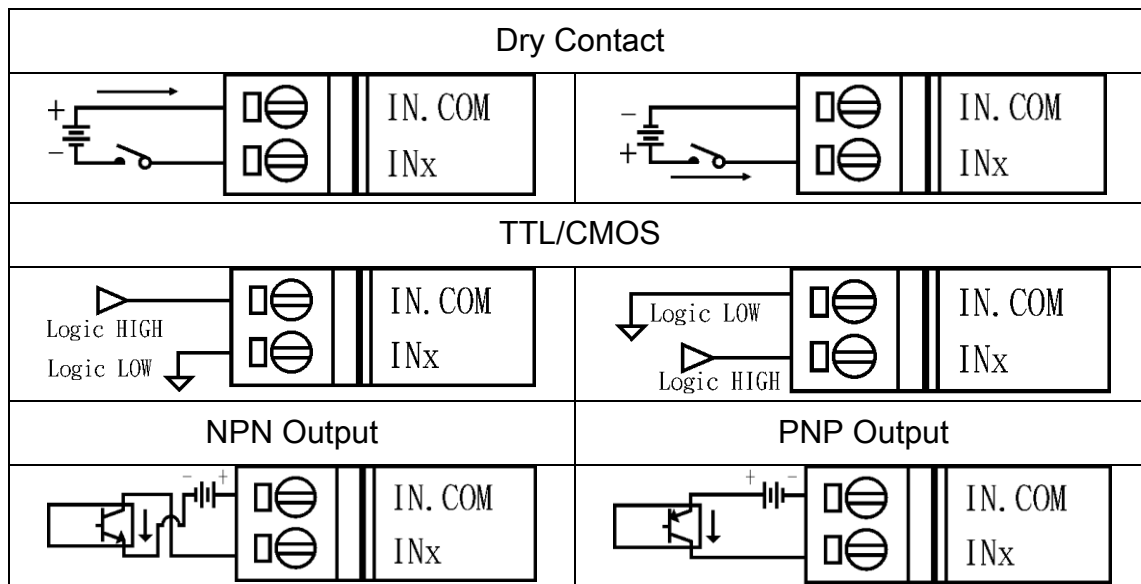 Dry Contact
+
-
IN. COM
INx
-
+
IN. COM
INx
TTL/CMOS
Logic HIGH
Logic LOW
IN. COM
INx
Logic LOW
Logic HIGH
IN. COM
INx
NPN Output
PNP Output
- +
IN. COM
INx
+ -
IN. COM
INx